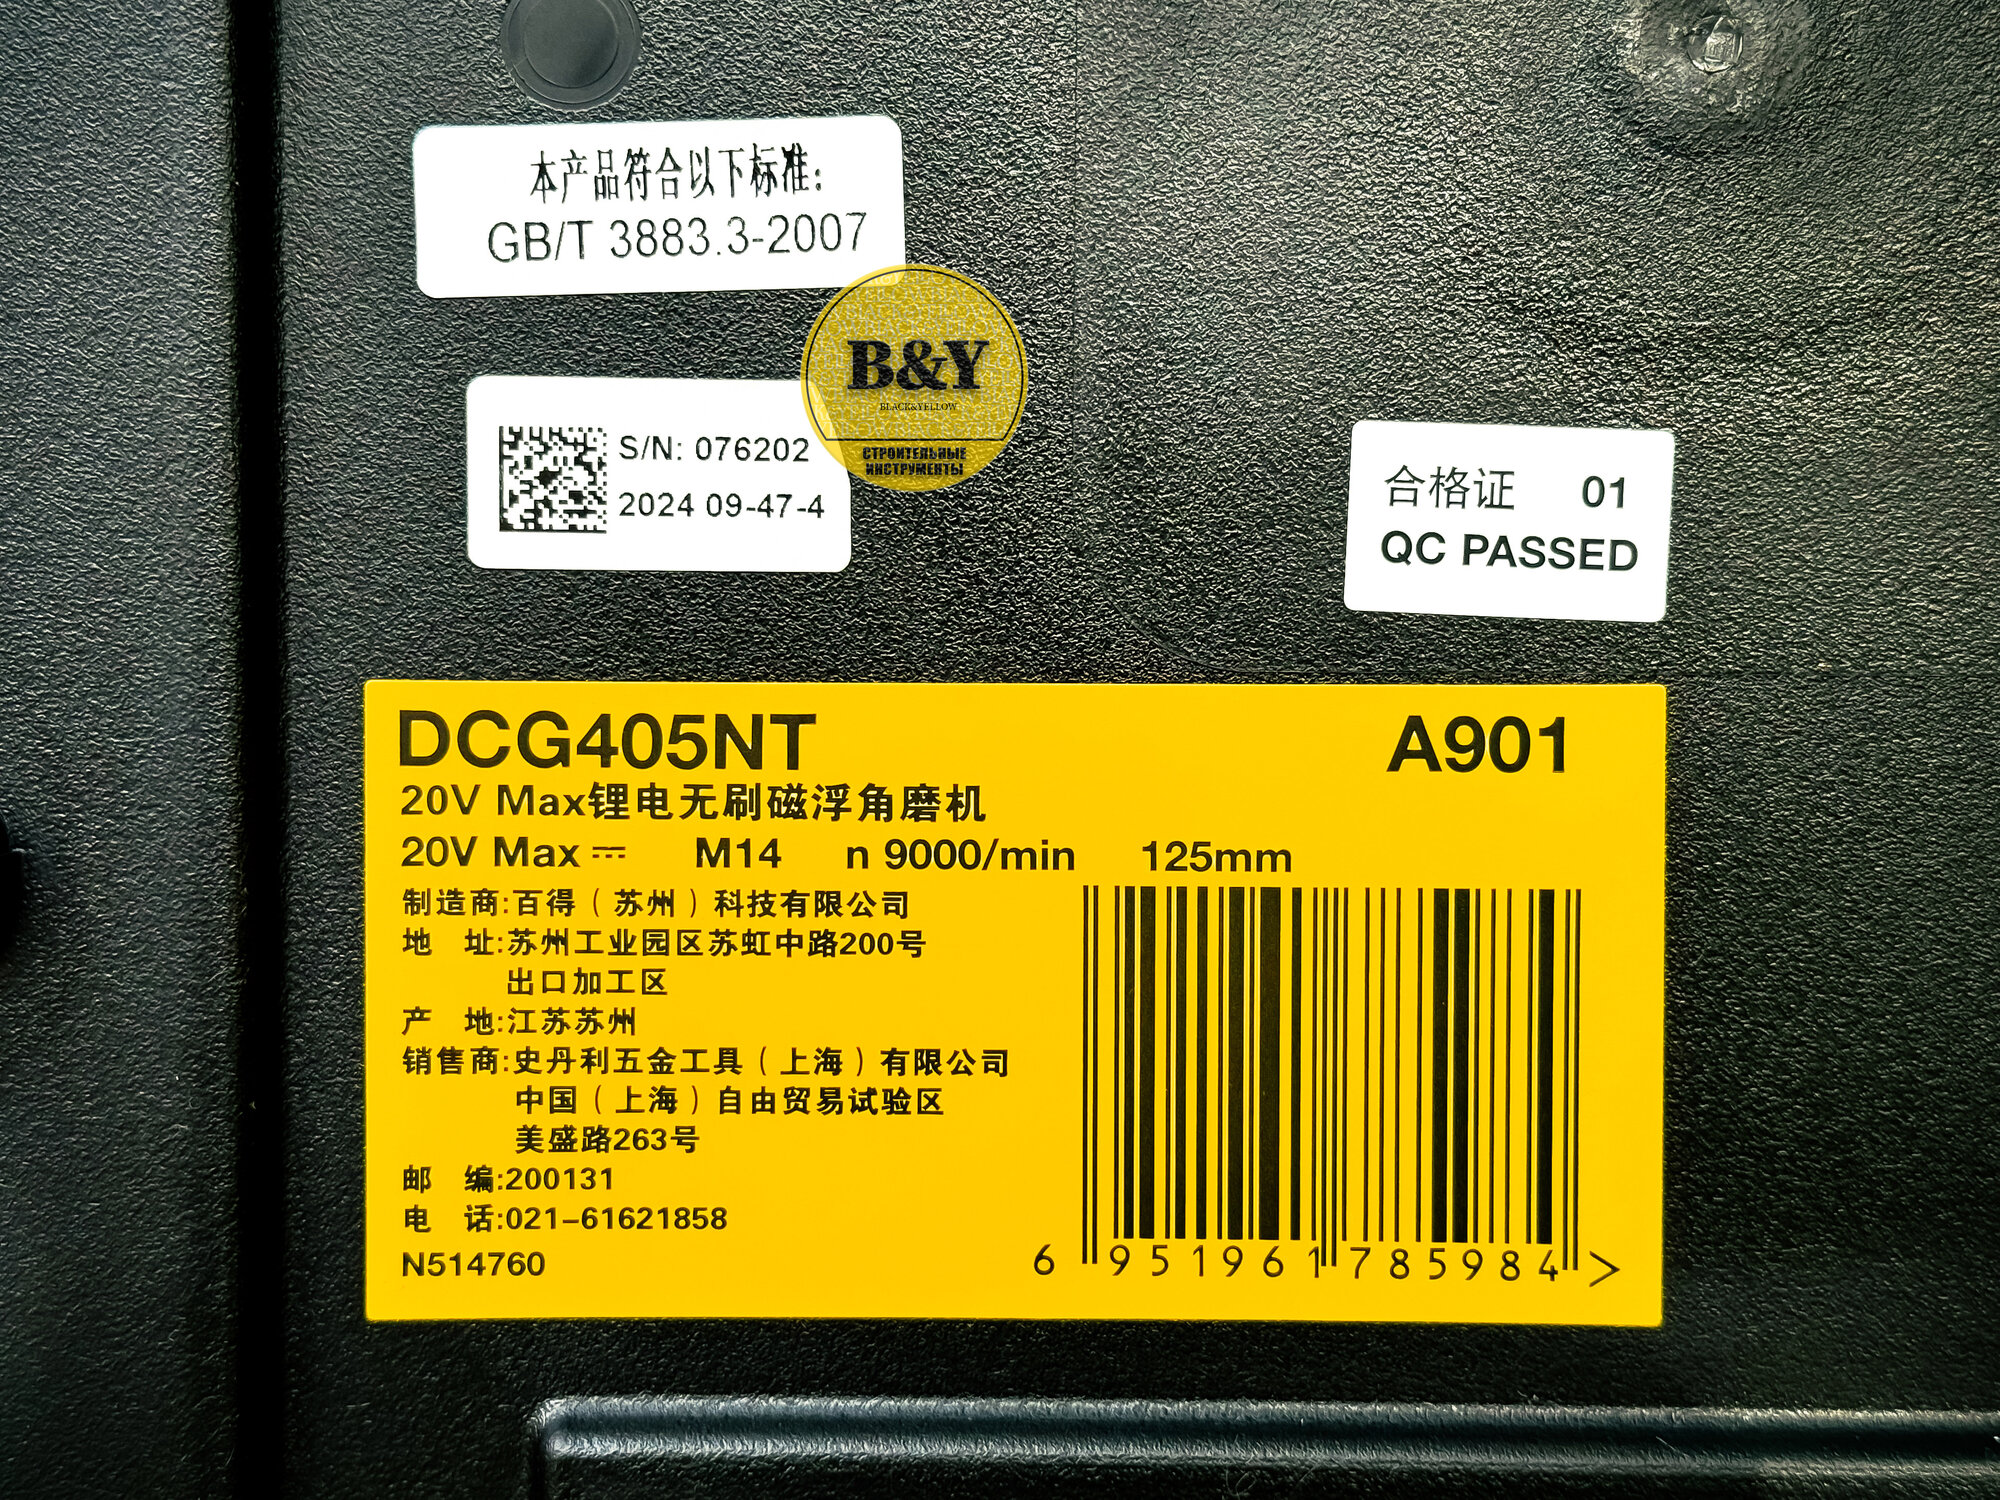 本产品符合以下标准:
GB/T 3883.3-2007
B&Y
BLACK&YELLOW
СТРОИТЕЛЬНЫЕ
ИНСТРУМЕНТЫ
S/N: 076202
2024 09-47-4
合格证 01
QC PASSED
DCG405NT A901
20V Max锂电无刷磁浮角磨机
20V Max ⎓ M14 n 9000/min 125mm
制造商:百得(苏州)科技有限公司
地 址:苏州工业园区苏虹中路200号
出口加工区
产 地:江苏苏州
销售商:史丹利五金工具(上海)有限公司
中国(上海)自由贸易试验区
美盛路263号
邮 编:200131
电 话:021-61621858
N514760
6 951961 785984 >